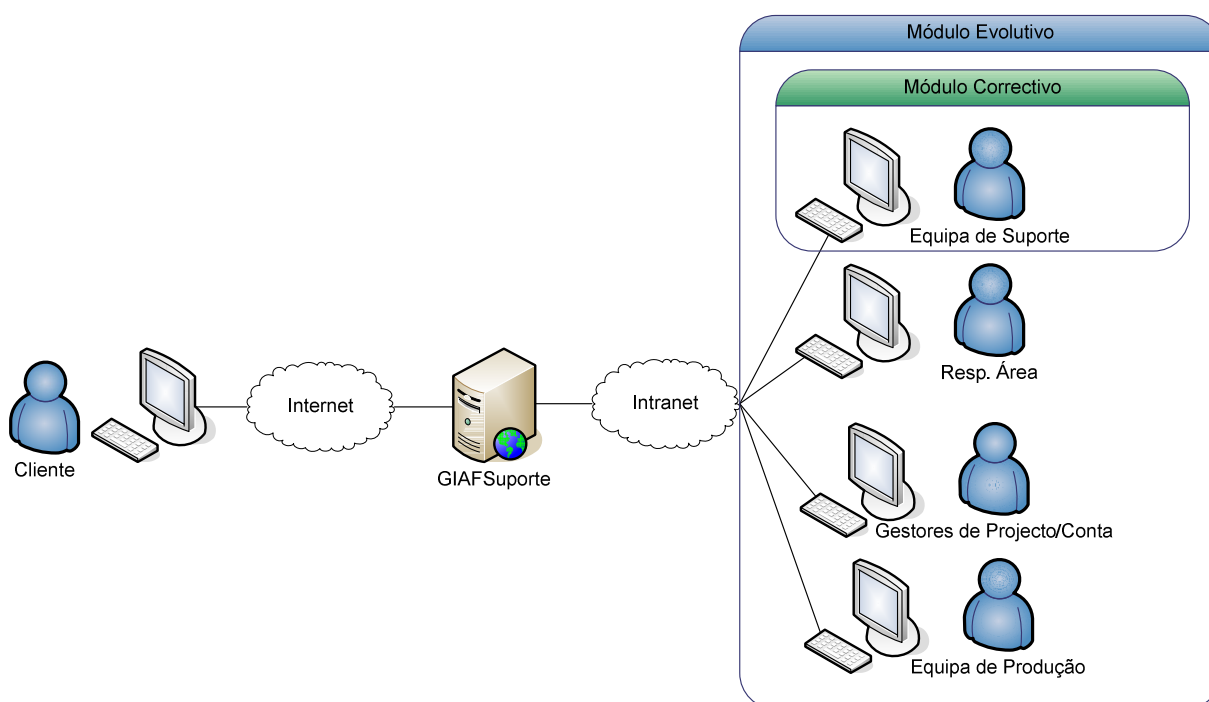 Módulo Evolutivo
Módulo Correctivo
Equipa de Suporte
Resp. Área
Internet
Intranet
Cliente
GIAFSuporte
Gestores de Projecto/Conta
Equipa de Produção